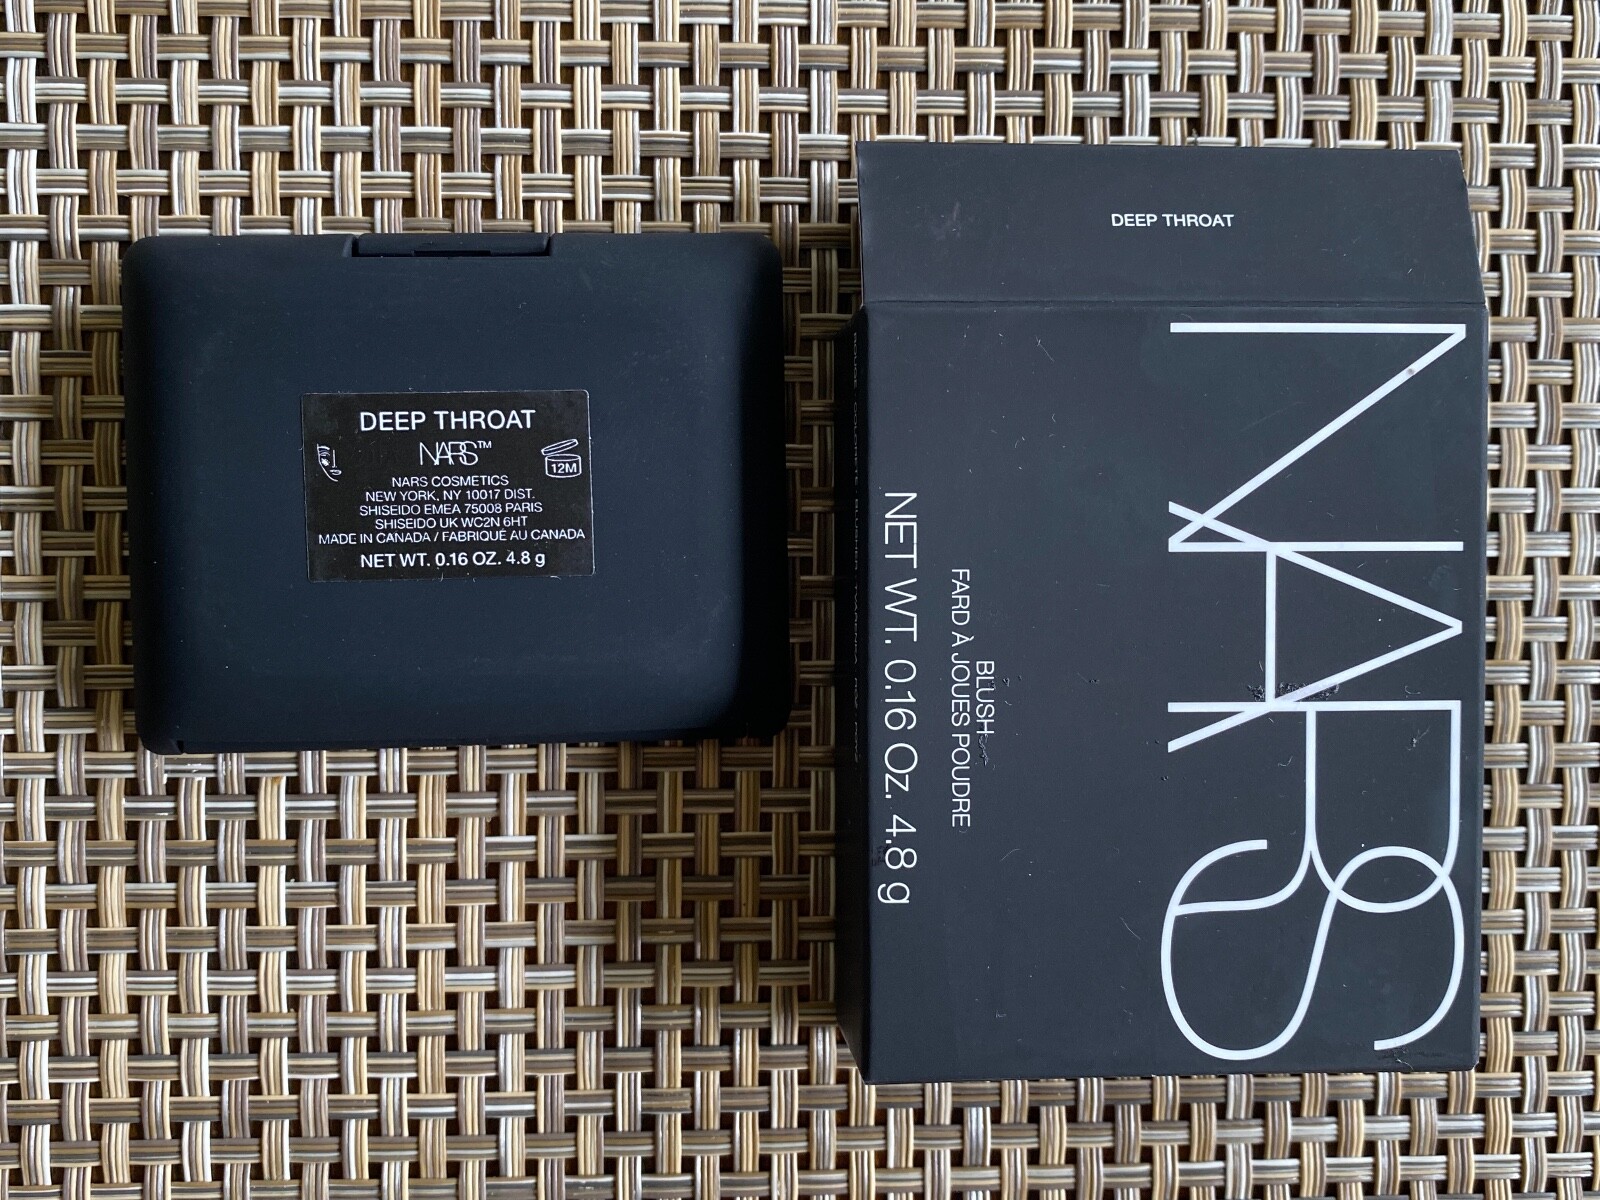 DEEP THROAT
NARS™
12M
NARS COSMETICS
NEW YORK, NY 10017 DIST.
SHISEIDO EMEA 75008 PARIS
SHISEIDO UK WC2N 6HT
MADE IN CANADA / FABRIQUÉ AU CANADA
NET WT. 0.16 OZ. 4.8 g
DEEP THROAT
NARS
BLUSH
FARD À JOUES POUDRE
NET WT. 0.16 Oz. 4.8 g